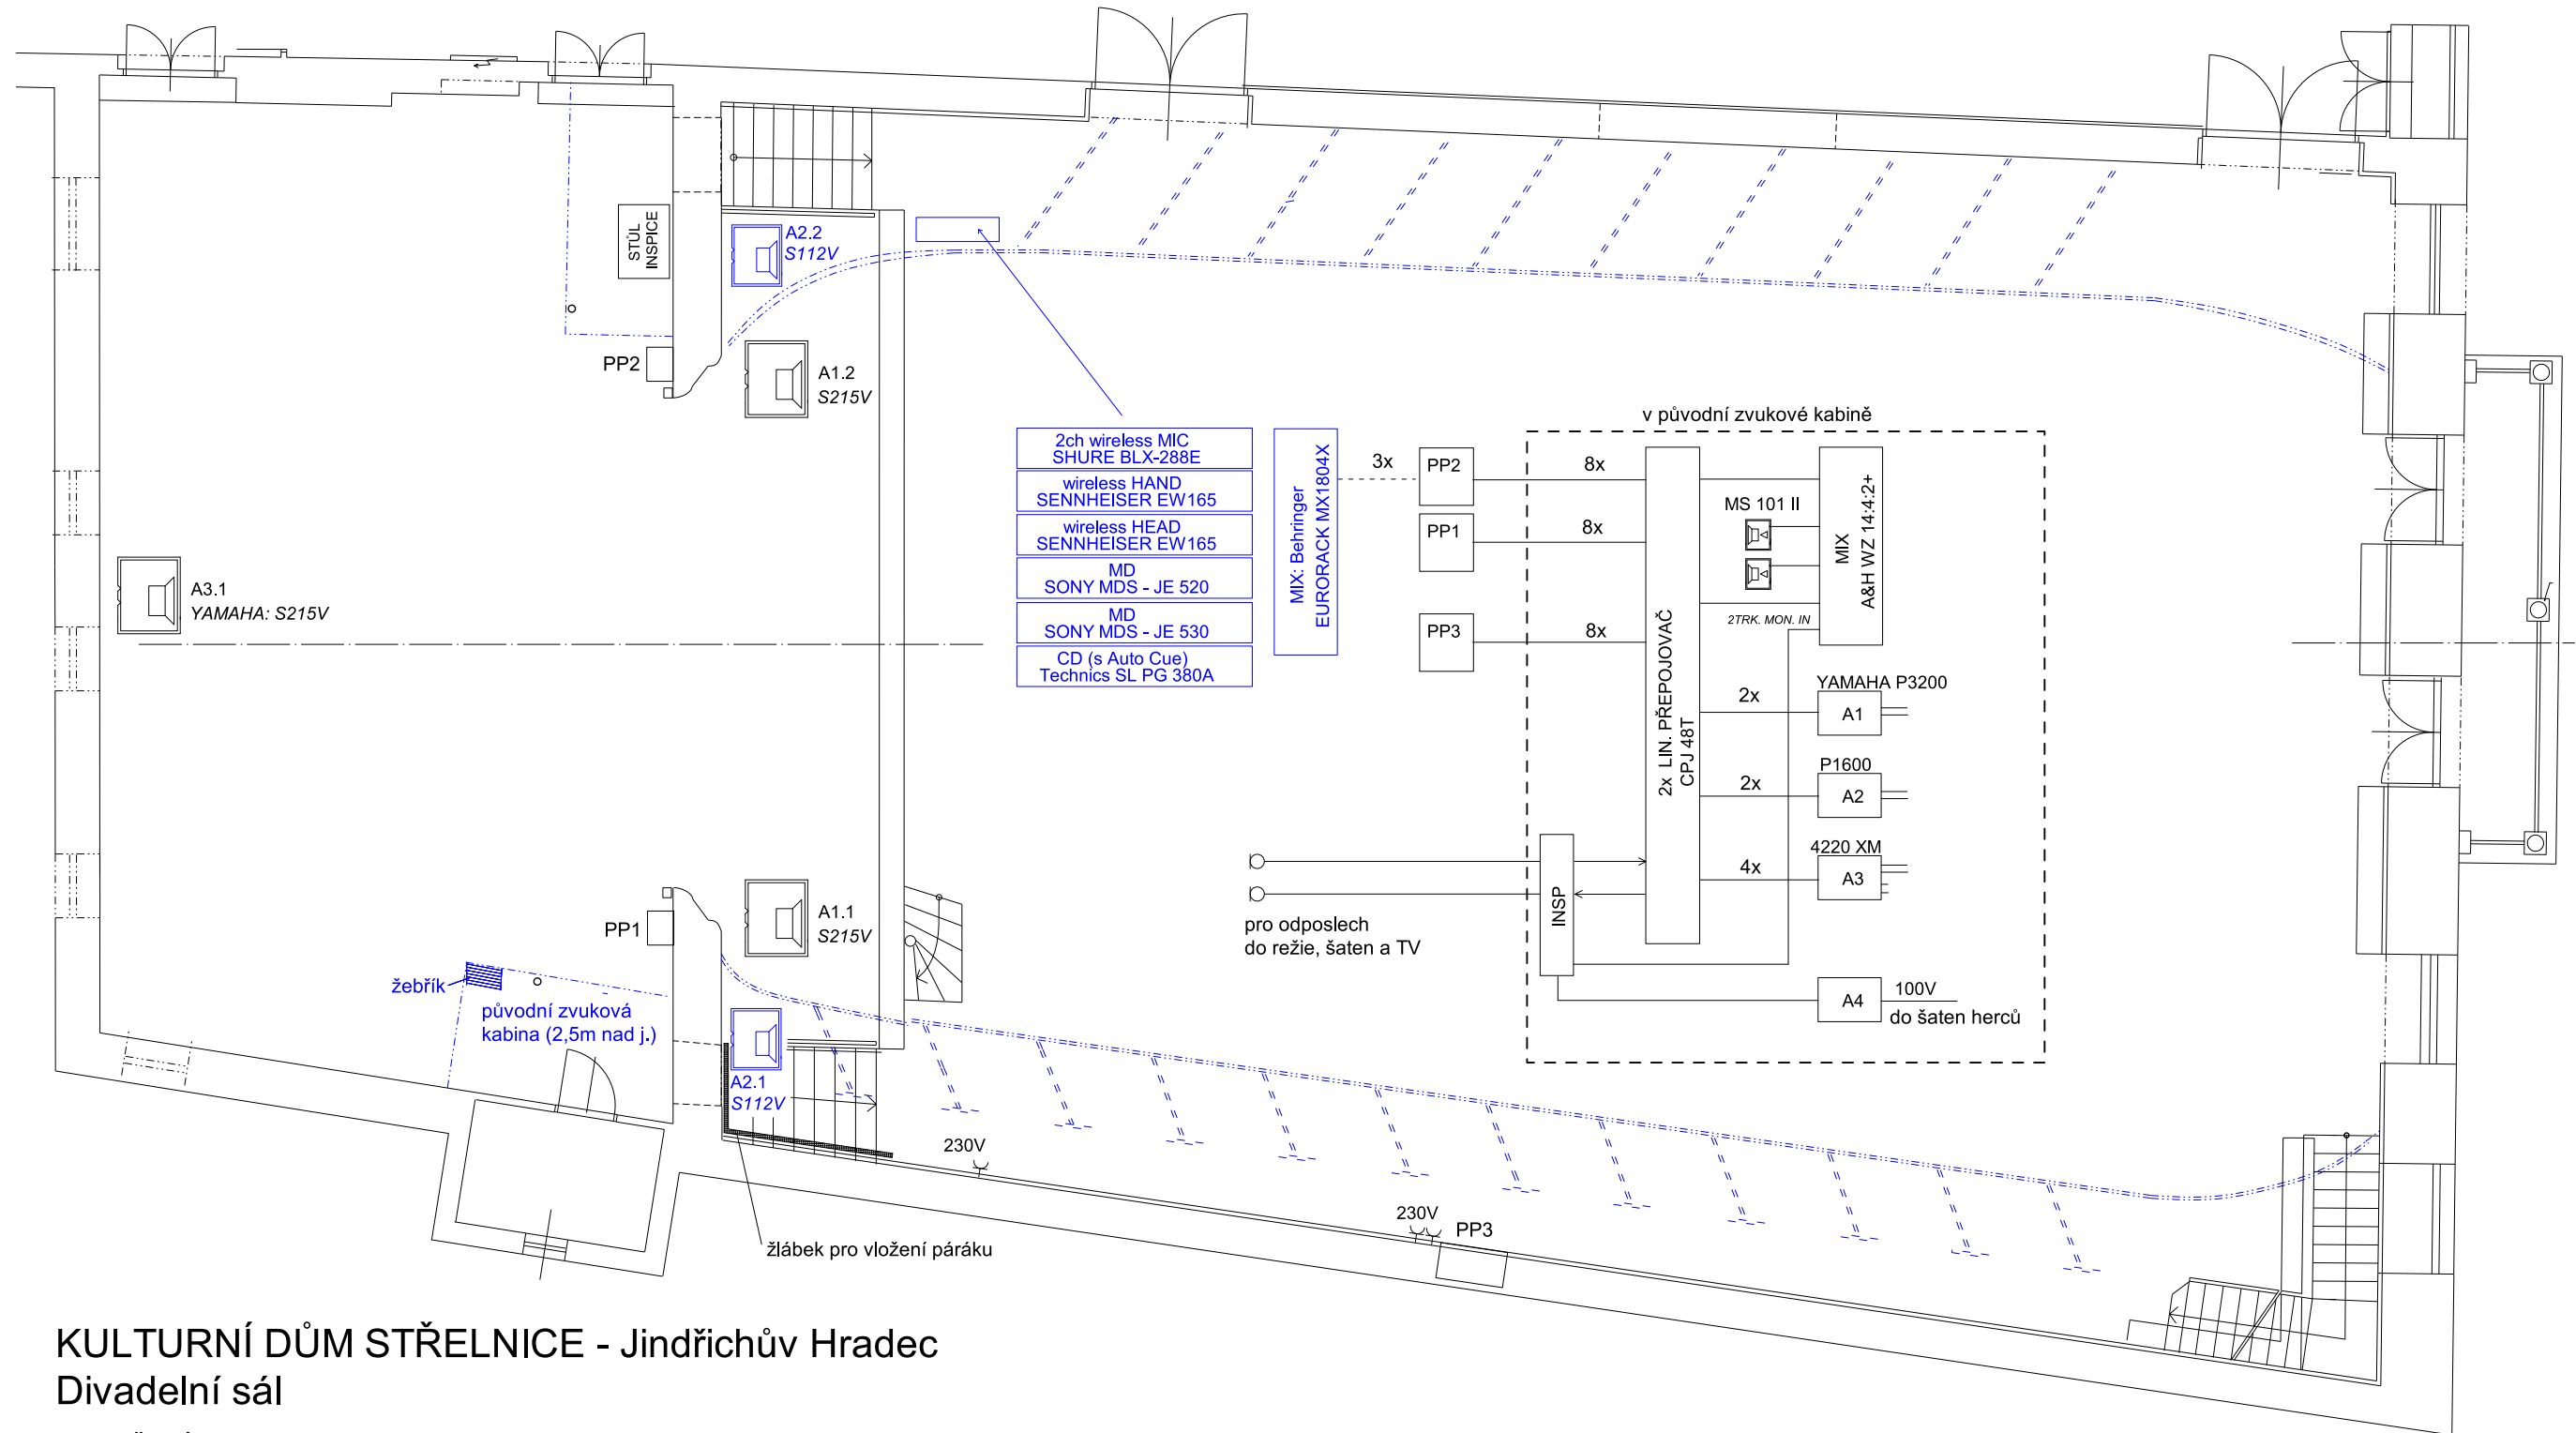 STŮL
INSPICE
A2.2
S112V
PP2
A1.2
S215V
v původní zvukové kabině
2ch wireless MIC
SHURE BLX-288E
wireless HAND
SENNHEISER EW165
wireless HEAD
SENNHEISER EW165
MD
SONY MDS - JE 520
MD
SONY MDS - JE 530
CD (s Auto Cue)
Technics SL PG 380A
MIX: Behringer
EURORACK MX1804X
3x
PP2
8x
PP1
8x
PP3
8x
2x LIN. PŘEPOJOVAČ
CPJ 48T
MS 101 II
MIX
A&H WZ 14:4:2+
2TRK. MON. IN
YAMAHA P3200
2x
A1
P1600
2x
A2
4220 XM
4x
A3
INSP
A4
100V
do šaten herců
pro odposlech
do režie, šaten a TV
A3.1
YAMAHA: S215V
A1.1
S215V
PP1
žebřík
původní zvuková
kabina (2,5m nad j.)
A2.1
S112V
230V
230V
PP3
žlábek pro vložení páráku
KULTURNÍ DŮM STŘELNICE - Jindřichův Hradec
Divadelní sál